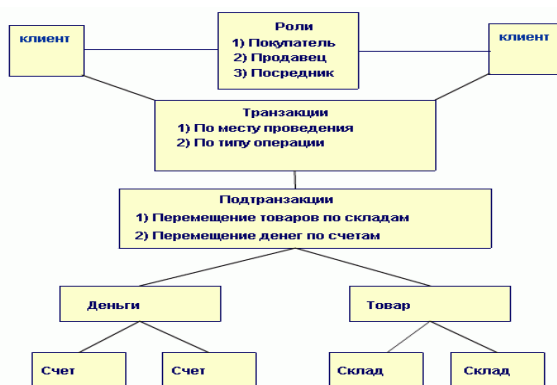 Роли
клиент
1) Покупатель
клиент
2) Продавец
3) Посредник
Транзакции
1) По месту проведения
2) По типу операции
Подтранзакции
1) Перемещение товаров по складам
2) Перемещение денег по счетам
Деньги
Товар
Счет
Счет
Склад
Склад